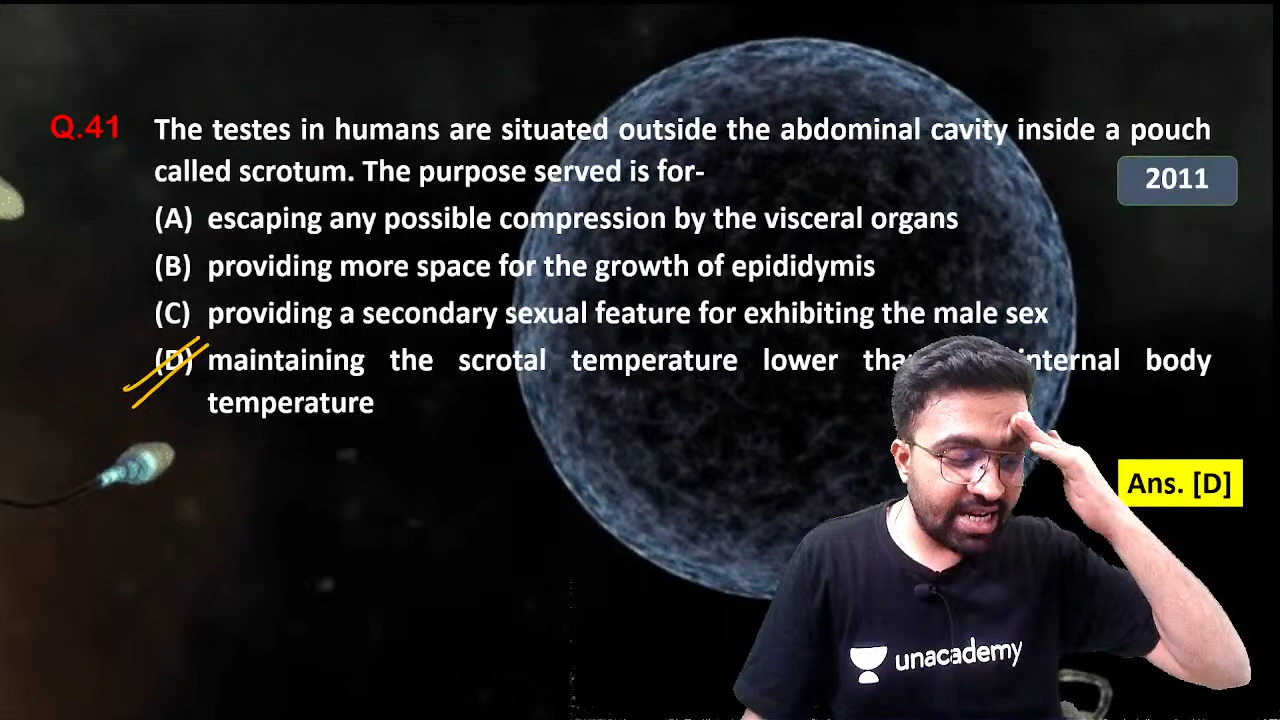 Q.41 The testes in humans are situated outside the abdominal cavity inside a pouch
called scrotum. The purpose served is for-
2011
(A) escaping any possible compression by the visceral organs
(B) providing more space for the growth of epididymis
(C) providing a secondary sexual feature for exhibiting the male sex
(D) maintaining the scrotal temperature lower internal body
temperature
Ans. [D]
unacademy